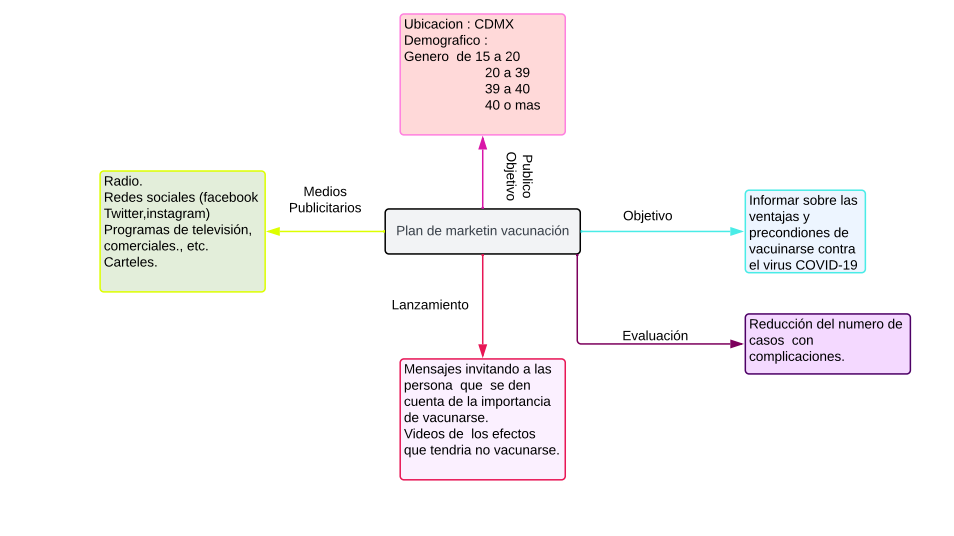 Ubicacion : CDMX
Demografico :
Genero  de 15 a 20
20 a 39
39 a 40
40 o mas
Publico
Objetivo
Radio.
Redes sociales (facebook
Twitter,instagram)
Programas de televisión,
comerciales., etc.
Carteles.
Medios
Publicitarios
Plan de marketin vacunación
Objetivo
Informar sobre las
ventajas y
precondiones de
vacuinarse contra
el virus COVID-19
Lanzamiento
Evaluación
Reducción del numero de
casos  con
complicaciones.
Mensajes invitando a las
persona  que  se den
cuenta de la importancia
de vacunarse.
Videos de  los efectos
que tendria no vacunarse.